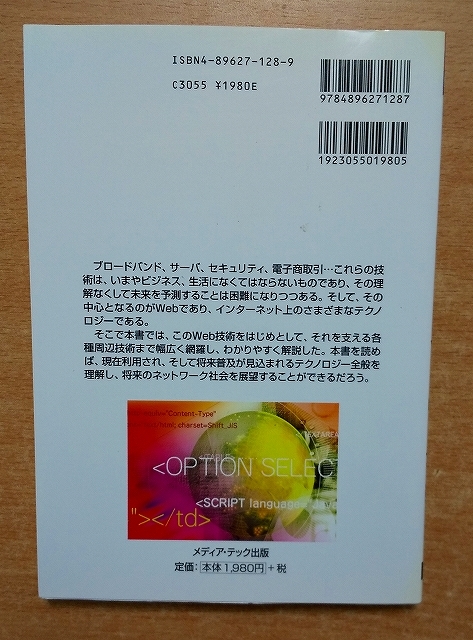 ISBN4-89627-128-9
C3055 ¥1980E
9784896271287
1923055019805
ブロードバンド、サーバ、セキュリティ、電子商取引…これらの技
術は、いまやビジネス、生活になくてはならないものであり、その理
解なくして未来を予測することは困難になりつつある。そして、その
中心となるのがWebであり、インターネット上のさまざまなテクノ
ロジーである。
そこで本書では、このWeb技術をはじめとして、それを支える各
種周辺技術まで幅広く網羅し、わかりやすく解説した。本書を読め
ば、現在利用され、そして将来普及が見込まれるテクノロジー全般を
理解し、将来のネットワーク社会を展望することができるだろう。
="Content-Type"
charset=Shift_JIS
<TEXTAREA
<TABLE
<OPTION SELEC
<SCRIPT language="Java
"></td>
メディア・テック出版
定価:本体1,980円+税